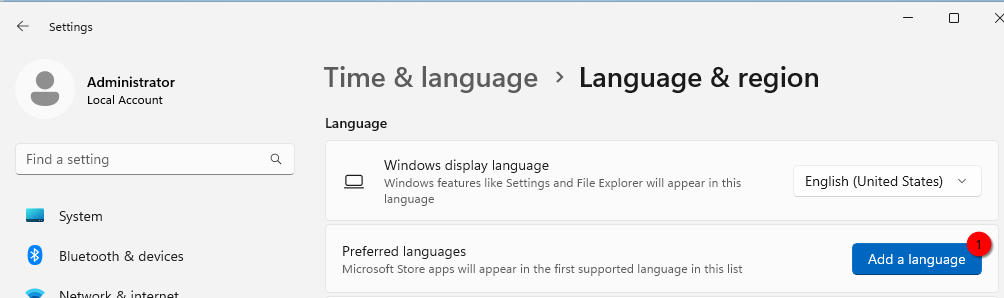 Settings
Administrator
Local Account
Find a setting
System
Bluetooth & devices
Network & internet
Time & language > Language & region
Language
Windows display language
Windows features like Settings and File Explorer will appear in this
language
English (United States)
Preferred languages
Microsoft Store apps will appear in the first supported language in this list
Add a language
1